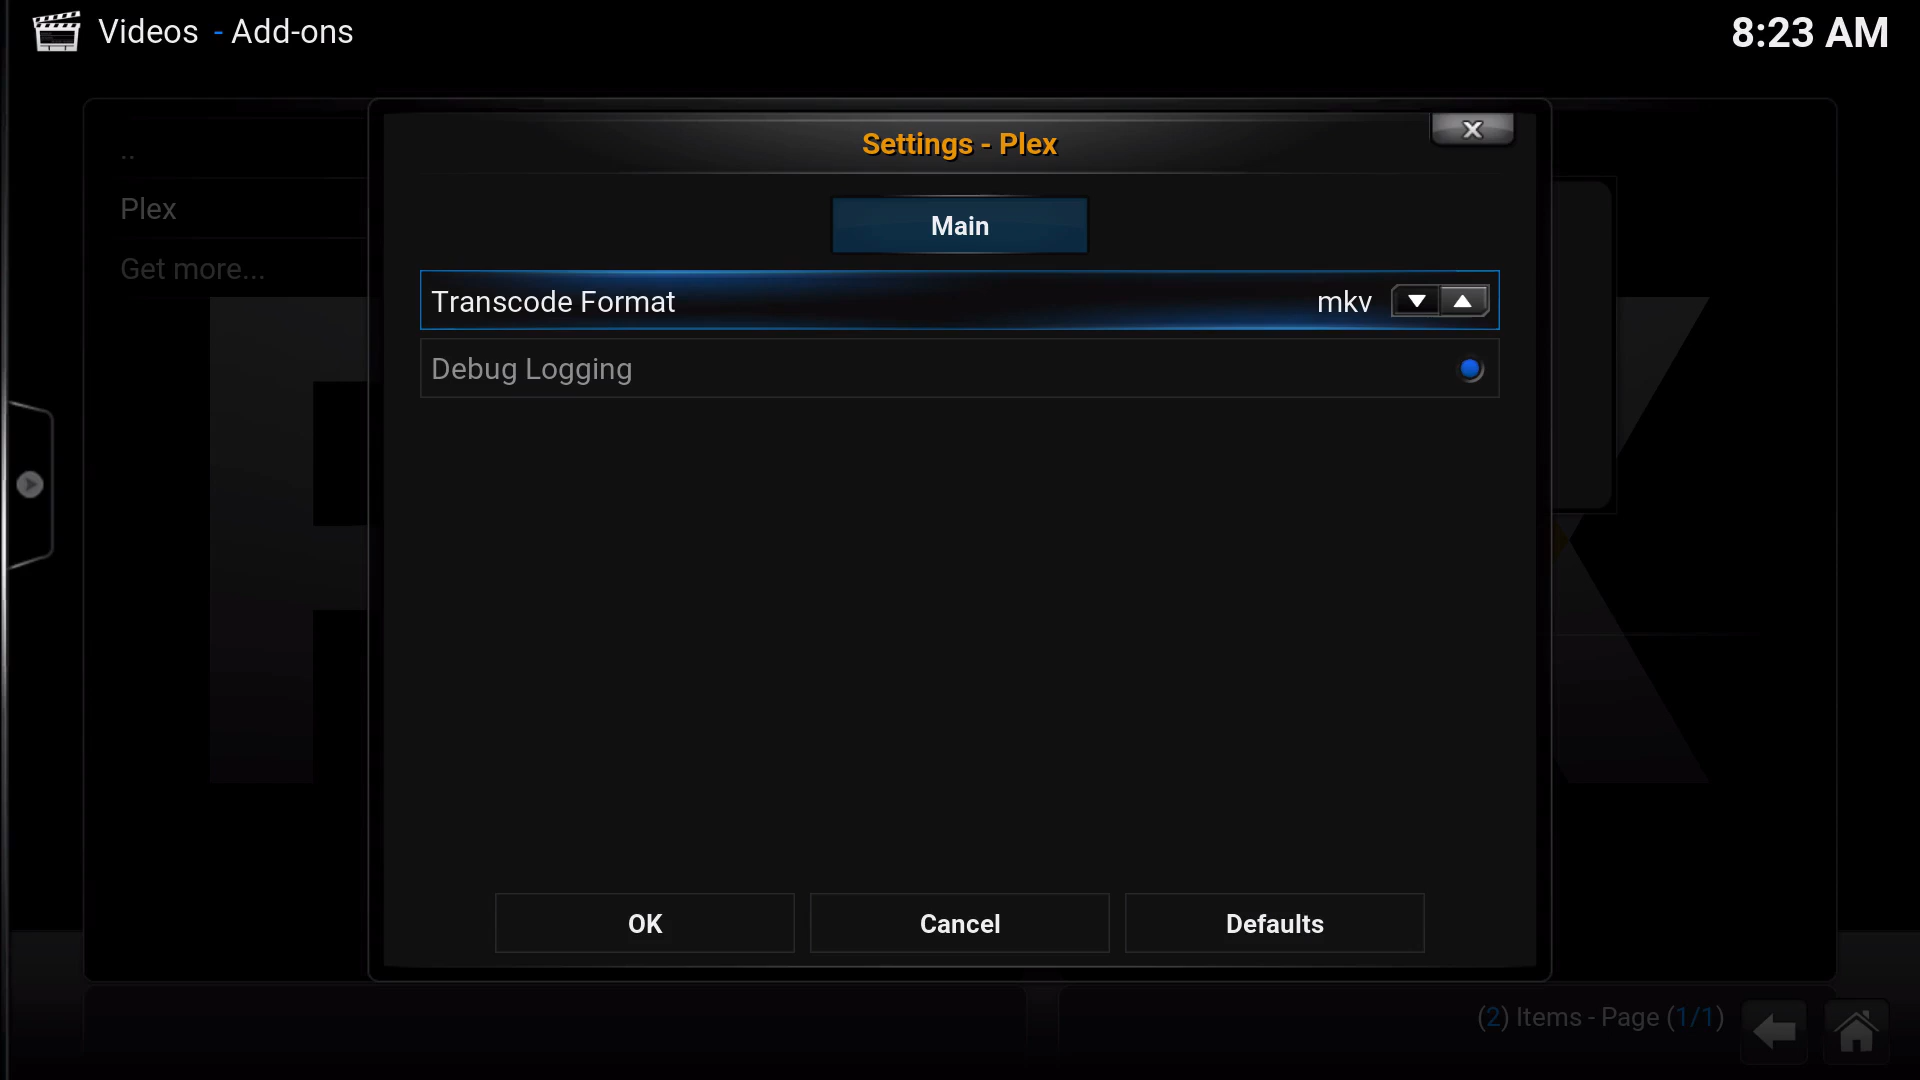 Videos - Add-ons
8:23 AM
..
Plex
Get more...
Settings - Plex
Main
Transcode Format mkv
Debug Logging
OK Cancel Defaults
(2) Items - Page (1/1)